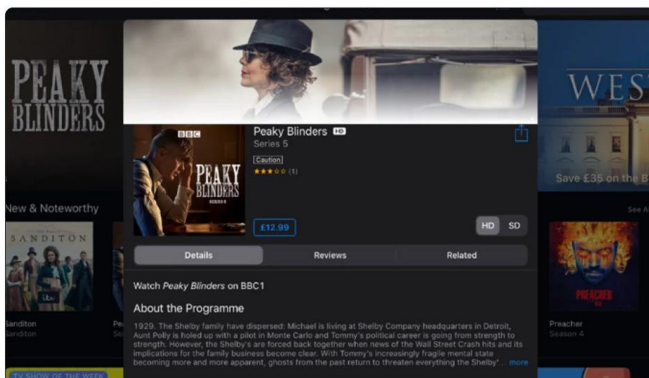 PEAKY
BLINDERS
WES
Save £35 on the B
BBC
PEAKY
BLINDERS
SERIES 5
Peaky Blinders HD
Series 5
Caution
(1)
£12.99
HD SD
Details Reviews Related
Watch Peaky Blinders on BBC1
About the Programme
1929. The Shelby family have dispersed: Michael is living at Shelby Company headquarters in Detroit,
Aunt Polly is holed up with a pilot in Monte Carlo and Tommy's political career is going from strength to
strength. However, the Shelby's are forced back together when news of the Wall Street Crash hits and its
implications for the family business become clear. With Tommy's increasingly fragile mental state
becoming more and more apparent, ghosts from the past return to threaten everything the Shelby'... more
New & Noteworthy
See A
SANDITON
itv
Sanditon
Sanditon
Pe
PREACHER
Preacher
Season 4
TV SHOW OF THE WEEK